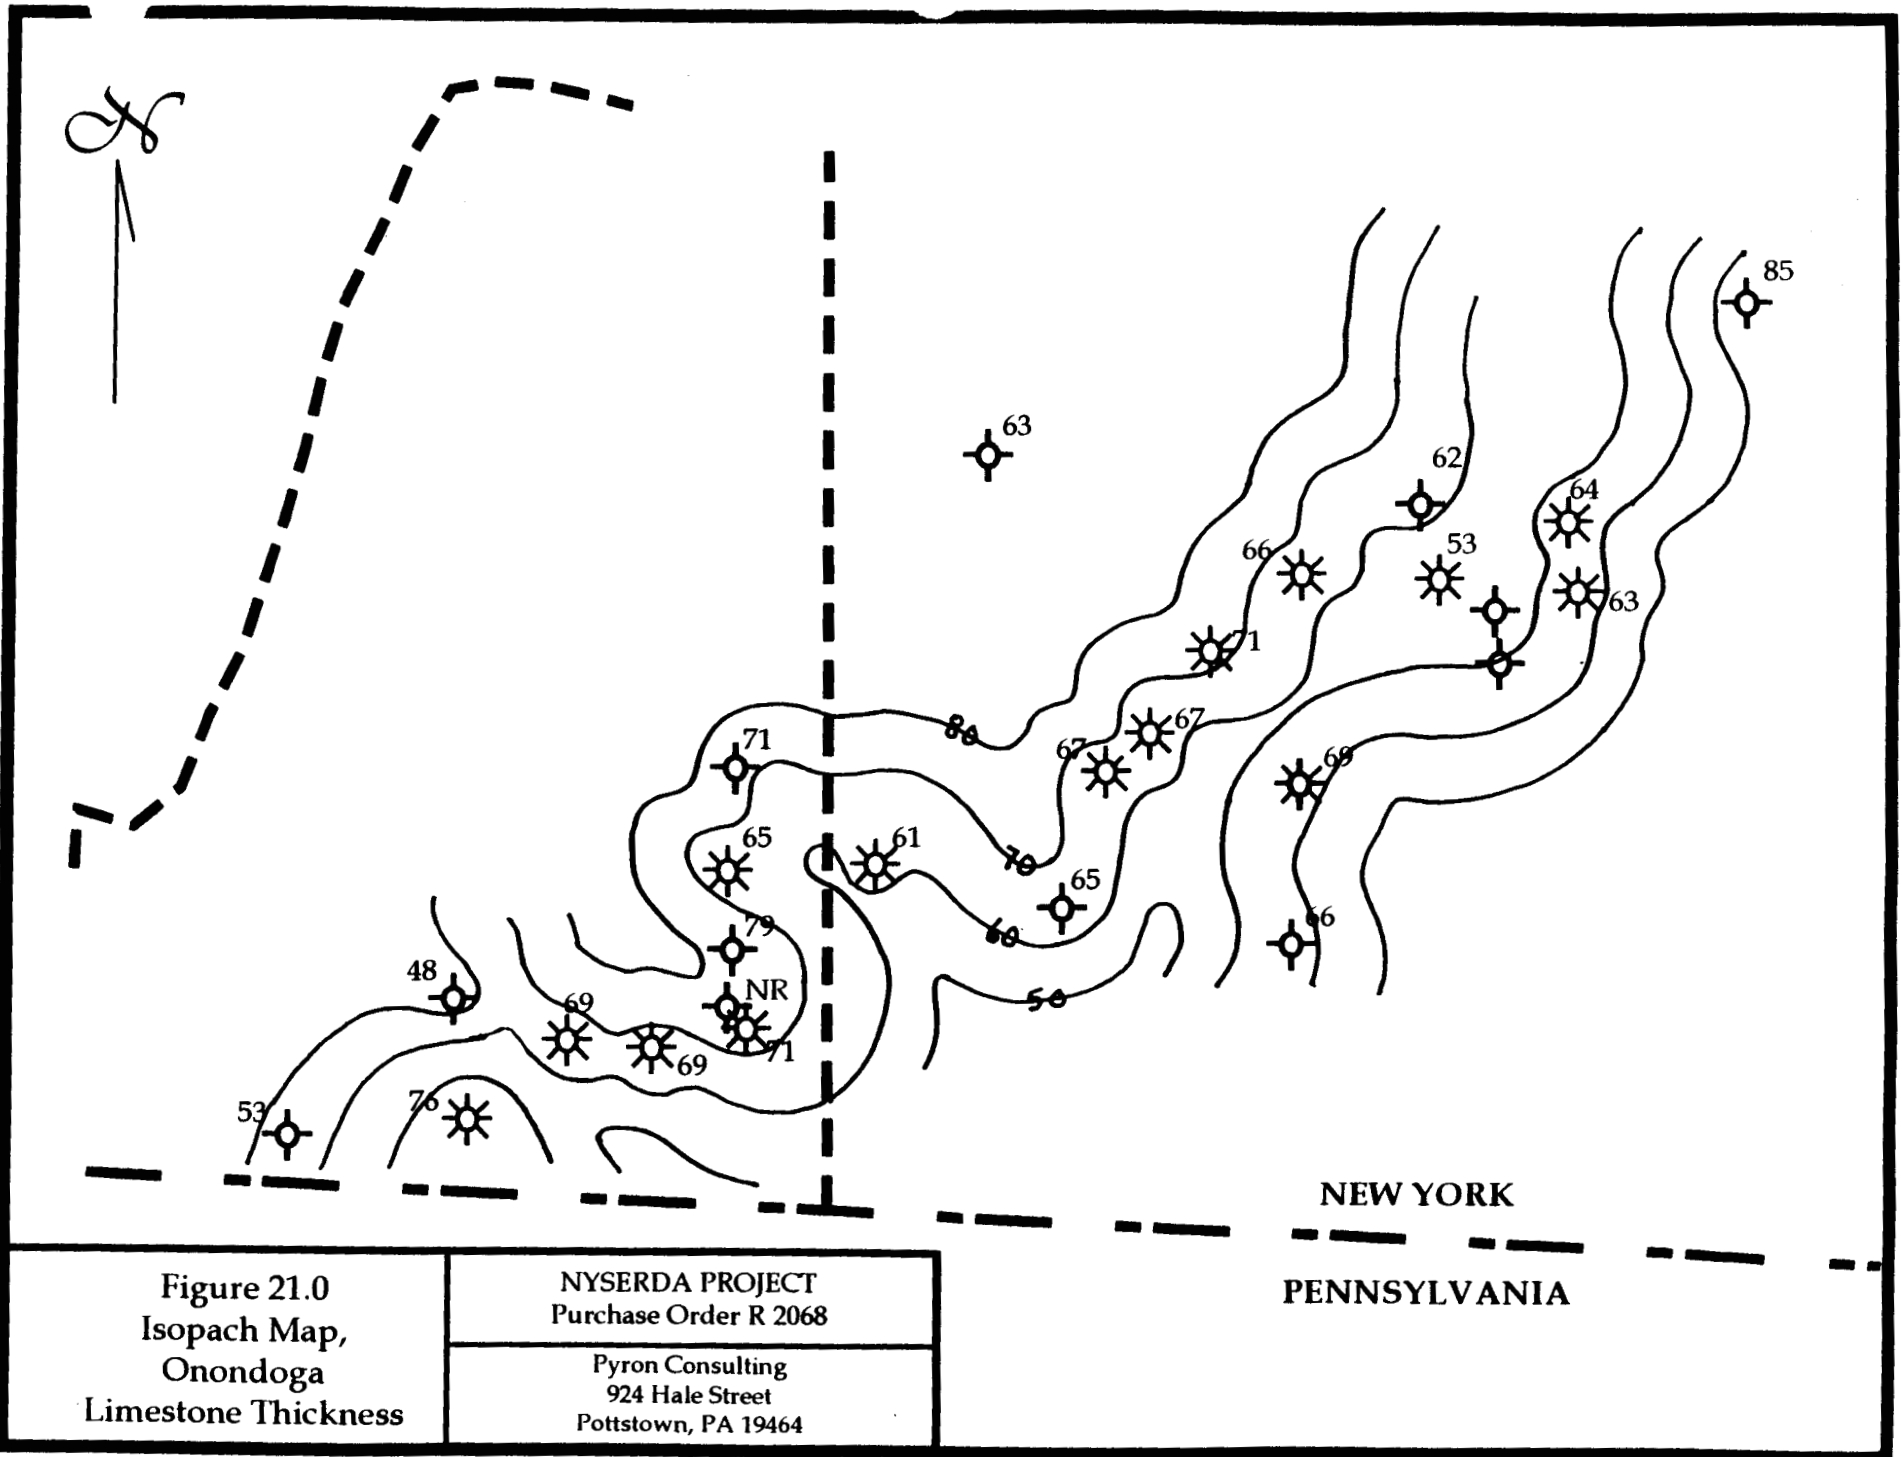 N
85
63
62
64
66
53
63
71
80
67
71
67
69
70
61
65
65
60
66
79
48
NR
50
69
71
69
76
53
NEW YORK
PENNSYLVANIA
Figure 21.0
Isopach Map,
Onondoga
Limestone Thickness
NYSERDA PROJECT
Purchase Order R 2068
Pyron Consulting
924 Hale Street
Pottstown, PA 19464